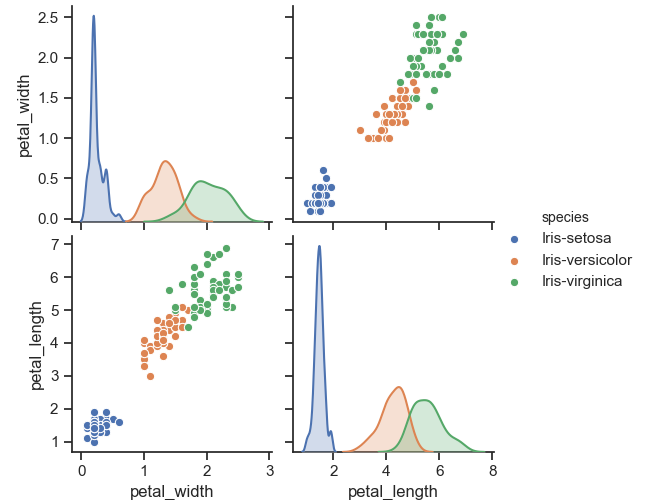 2.5
2.0
1.5
1.0
0.5
0.0
petal_width
species
Iris-setosa
Iris-versicolor
Iris-virginica
7
6
5
4
3
2
1
petal_length
0 1 2 3
petal_width
2 4 6 8
petal_length